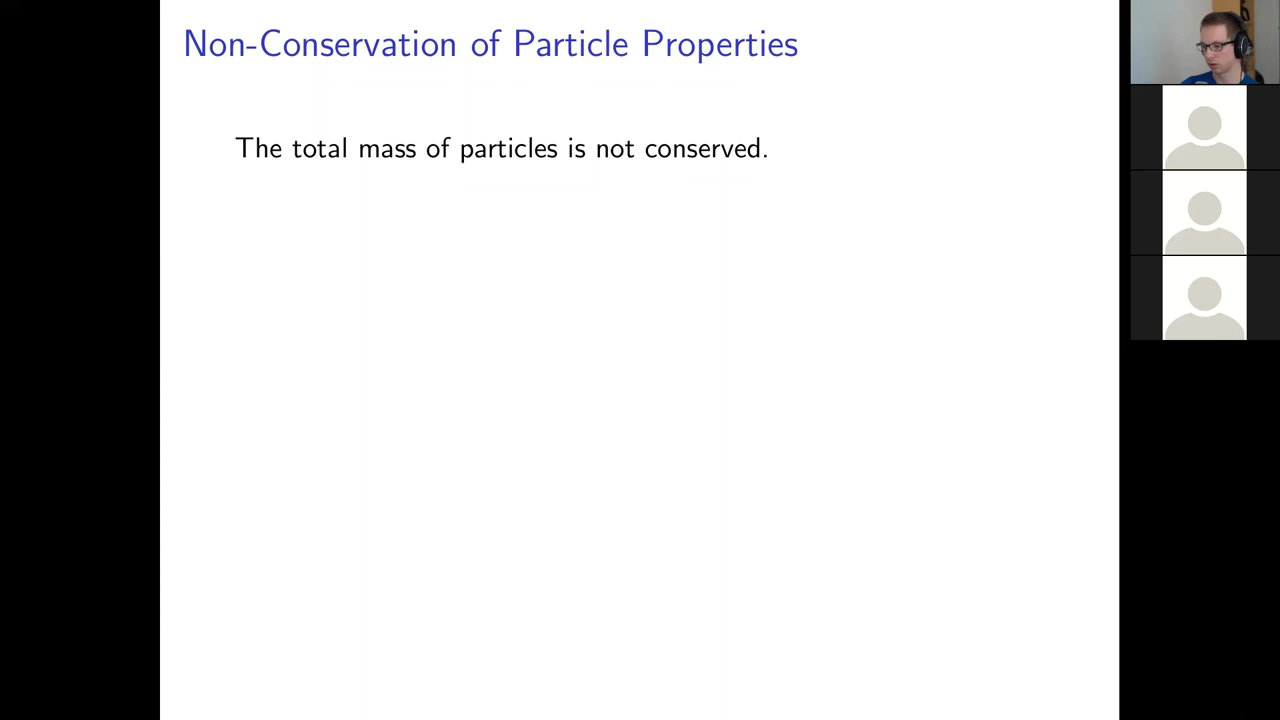 Non-Conservation of Particle Properties
The total mass of particles is not conserved.